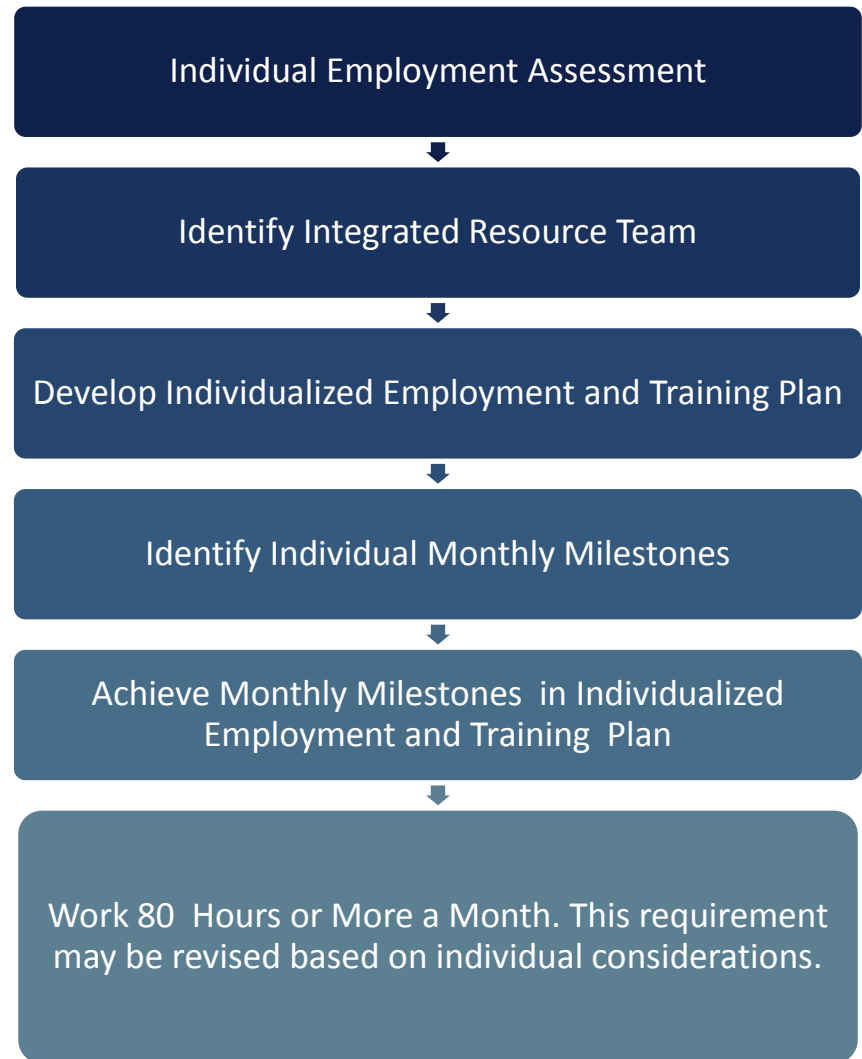 Individual Employment Assessment
Identify Integrated Resource Team
Develop Individualized Employment and Training Plan
Identify Individual Monthly Milestones
Achieve Monthly Milestones  in Individualized
Employment and Training  Plan
Work 80  Hours or More a Month. This requirement
may be revised based on individual considerations.